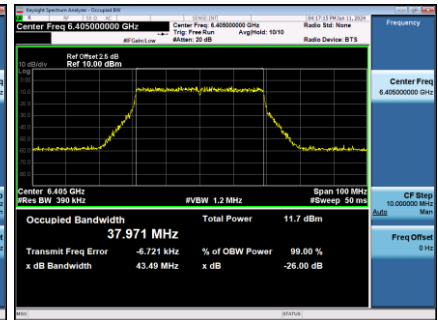 Keysight Spectrum Analyzer - Occupied BW
SENSE:INT
04:17:15 PM Jan 11, 2024
Center Freq 6.405000000 GHz
Center Freq: 6.405000000 GHz
Radio Std: None
Frequency
Trig: Free Run
Avg|Hold: 10/10
#IFGain:Low
#Atten: 20 dB
Radio Device: BTS
Ref Offset 2.5 dB
10 dB/div
Ref 10.00 dBm
Log
Center Freq
6.405000000 GHz
Center 6.405 GHz
Span 100 MHz
#Res BW 390 kHz
#VBW 1.2 MHz
#Sweep 50 ms
CF Step
10.000000 MHz
Auto
Man
Occupied Bandwidth
Total Power
11.7 dBm
37.971 MHz
Freq Offset
0 Hz
Transmit Freq Error
-6.721 kHz
% of OBW Power
99.00 %
x dB Bandwidth
43.49 MHz
x dB
-26.00 dB
MSG
STATUS